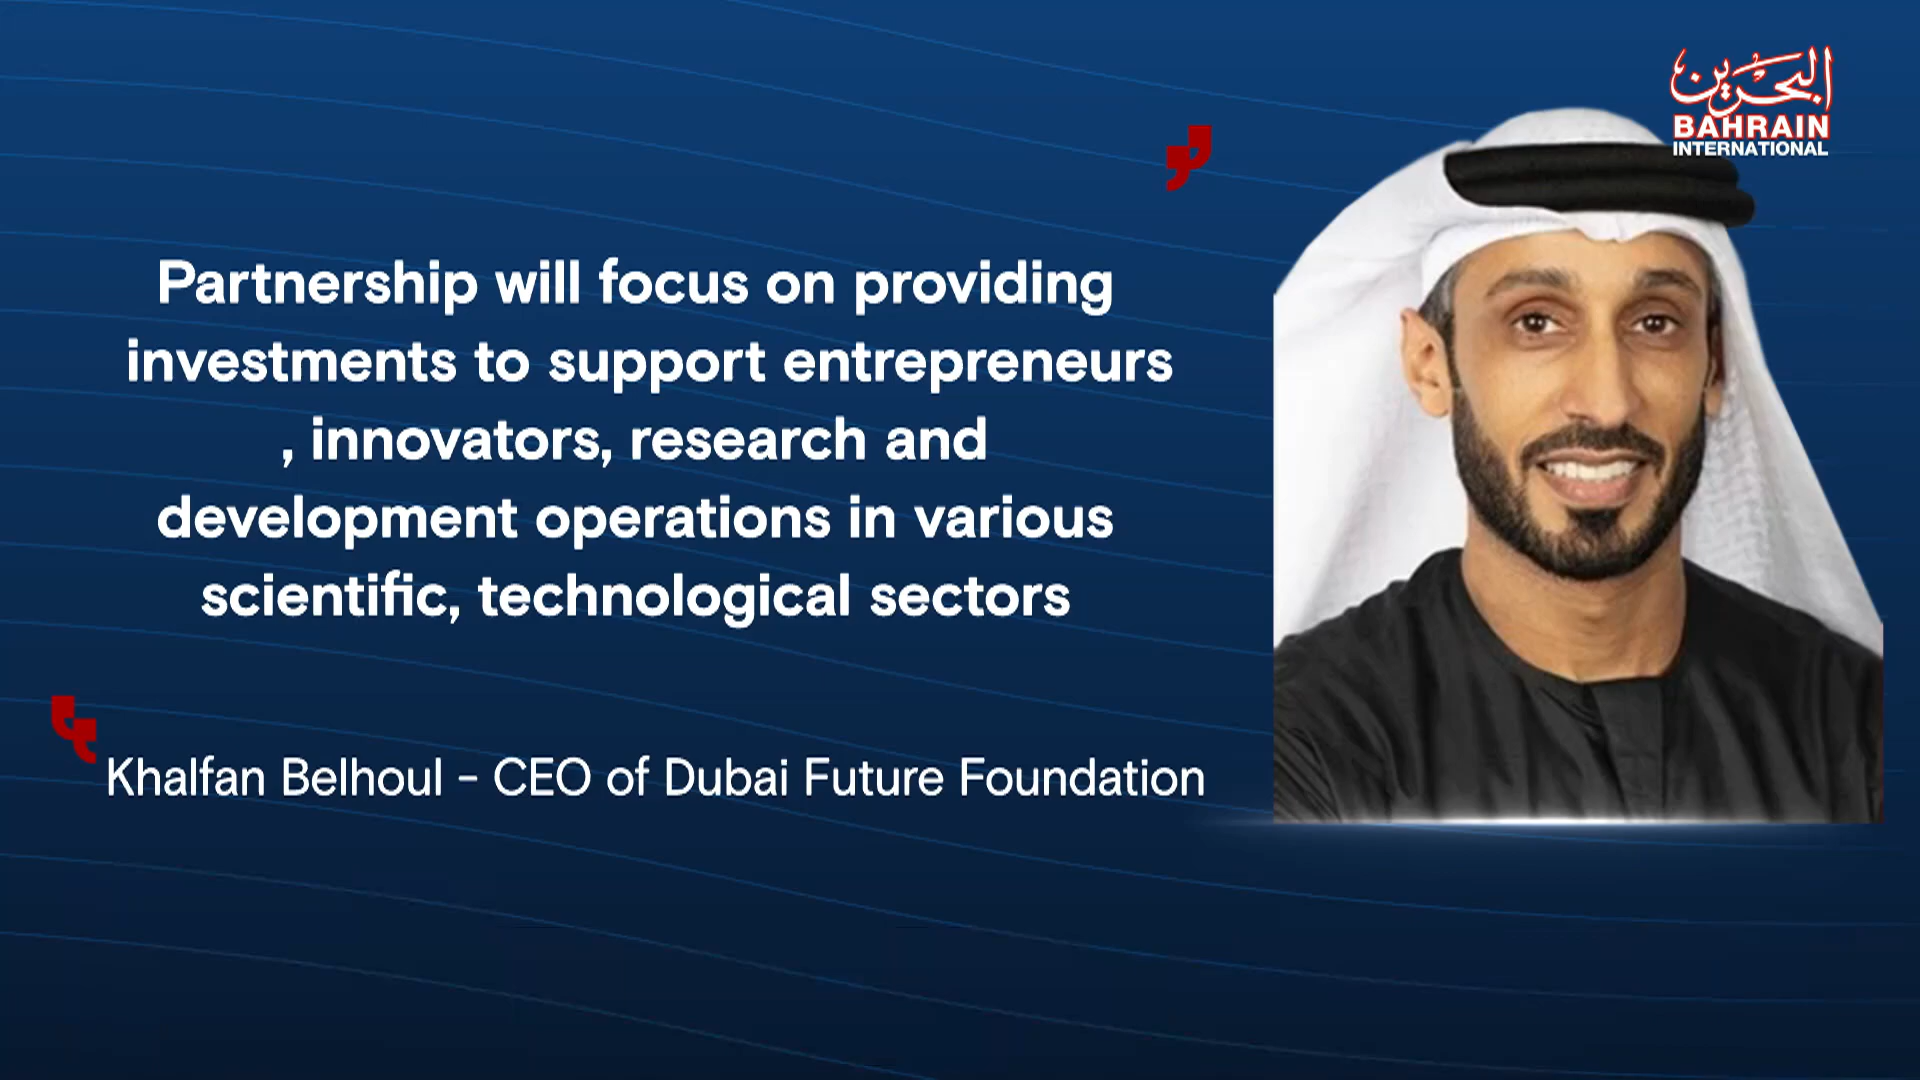 البحرين
BAHRAIN
INTERNATIONAL
Partnership will focus on providing
investments to support entrepreneurs
, innovators, research and
development operations in various
scientific, technological sectors
Khalfan Belhoul - CEO of Dubai Future Foundation